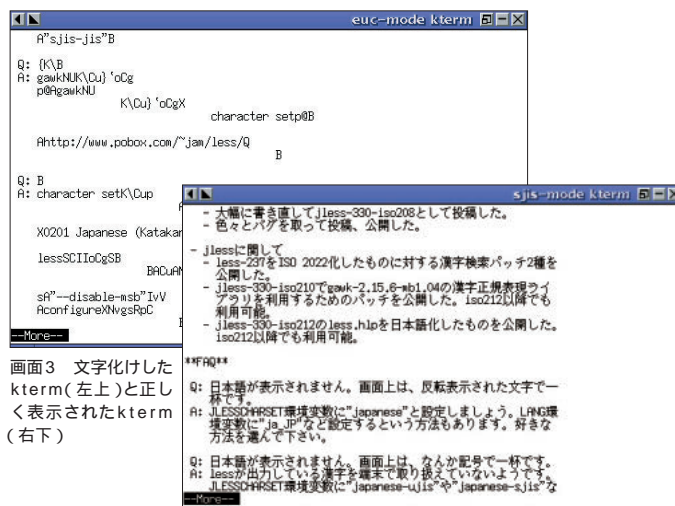 euc-mode kterm
A"sjis-jis"B
Q: {K\B
A: gawkNUK\Cu}`oCg
p@AgawkNU
K\Cu}`oCgX
character setp@B
Ahttp://www.pobox.com/~jam/less/Q
B
Q: B
A: character setK\Cup
X0201 Japanese (Katakan
lessSCIIoCgSB
BACuAN
sA"--disable-msb"IvV
AconfigureXNvgsRpC
--More--
画面3 文字化けした
kterm(左上)と正し
く表示されたkterm
(右下)
sjis-mode kterm
- 大幅に書き直してjless-330-iso208として投稿した。
- 色々とバグを取って投稿、公開した。
- jlessに関して
- less-237をISO 2022化したものに対する漢字検索パッチ2種を
公開した。
- jless-330-iso210でgawk-2.15.6-mb1.04の漢字正規表現ライ
ブラリを利用するためのパッチを公開した。iso212以降でも
利用可能。
- jless-330-iso212のless.hlpを日本語化したものを公開した。
iso212以降でも利用可能。
**FAQ**
Q: 日本語が表示されません。画面上は、反転表示された文字で一
杯です。
A: JLESSCHARSET環境変数に"japanese"と設定しましょう。LANG環
境変数に"ja_JP"など設定するという方法もあります。好きな
方法を選んで下さい。
Q: 日本語が表示されません。画面上は、なんか記号で一杯です。
A: lessが出力している漢字を端末で取り扱えていないようです。
JLESSCHARSET環境変数に"japanese-ujis"や"japanese-sjis"な
--More--